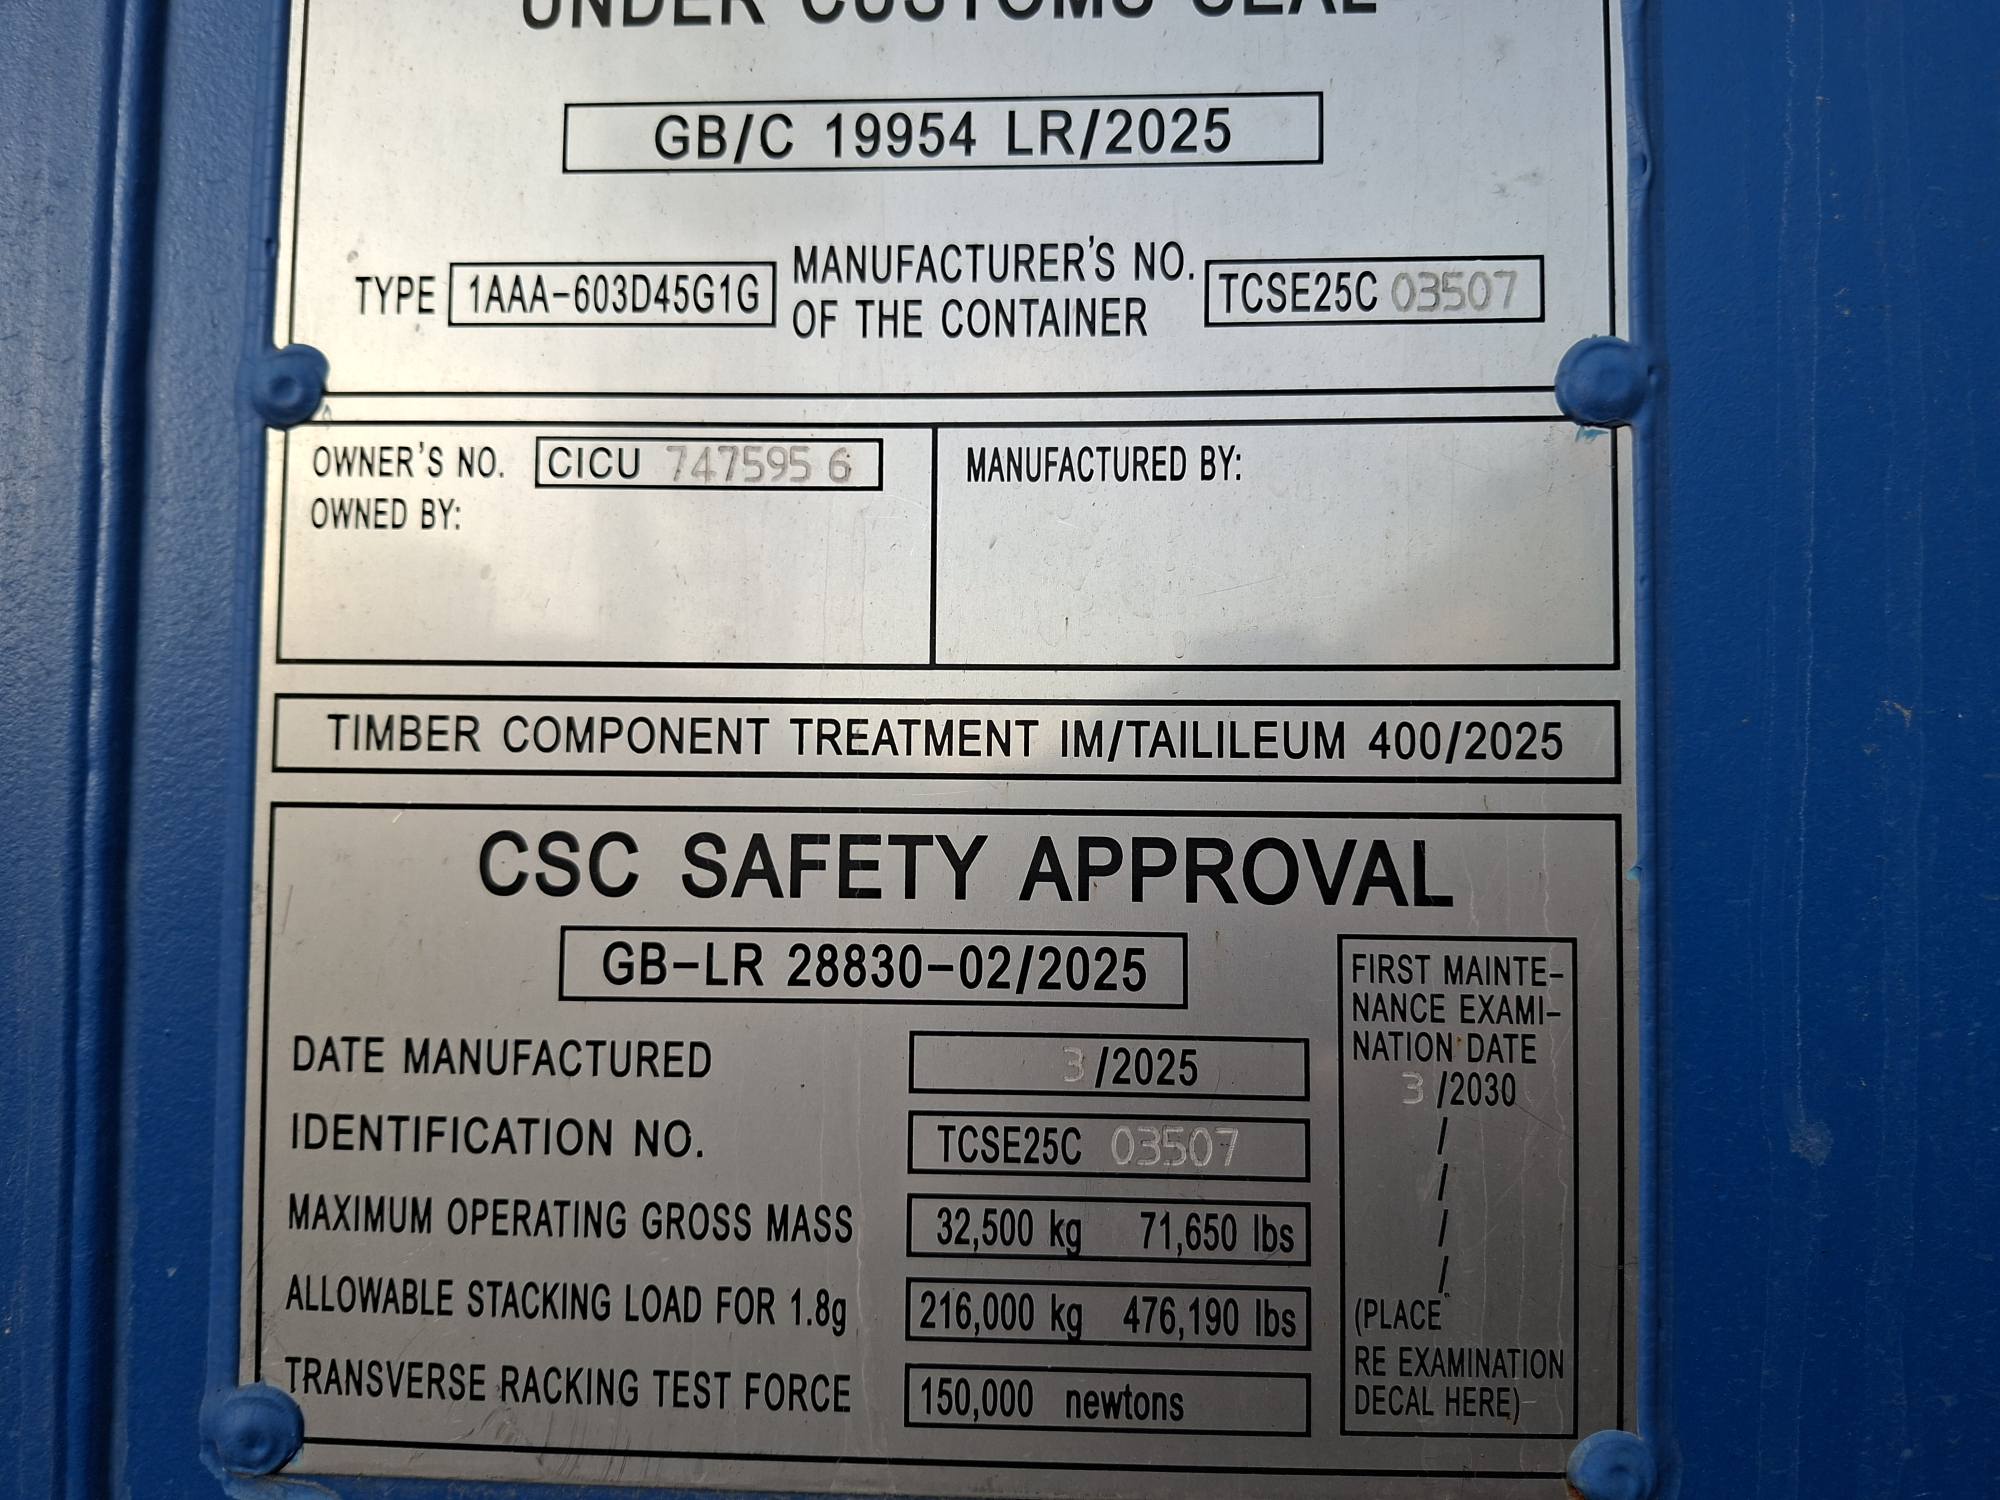 UNDER CUSTOMS SEAL
GB/C 19954 LR/2025
TYPE 1AAA-603D45G1G MANUFACTURER'S NO. OF THE CONTAINER TCSE25C 03507
OWNER'S NO. CICU 747595 6
OWNED BY:
MANUFACTURED BY:
TIMBER COMPONENT TREATMENT IM/TAILILEUM 400/2025
CSC SAFETY APPROVAL
GB-LR 28830-02/2025
DATE MANUFACTURED 3/2025
IDENTIFICATION NO. TCSE25C 03507
MAXIMUM OPERATING GROSS MASS 32,500 kg 71,650 lbs
ALLOWABLE STACKING LOAD FOR 1.8g 216,000 kg 476,190 lbs
TRANSVERSE RACKING TEST FORCE 150,000 newtons
FIRST MAINTE-
NANCE EXAMI-
NATION DATE
3/2030
/
/
/
/
(PLACE
RE EXAMINATION
DECAL HERE)